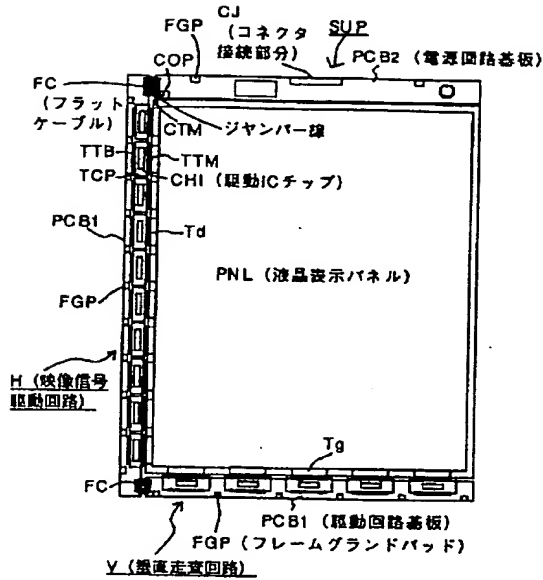 CJ
FGP
(コネクタ
接続部分)
SUP
PCB2 (電源回路基板)
COP
FC
(フラット
ケーブル)
CTM
ジヤンパー線
TTB
TTM
TCP
CHI (駆動ICチップ)
PCB1
Td
PNL (液晶表示パネル)
FGP
H (映像信号
駆動回路)
Tg
FC
PCB1 (駆動回路基板)
FGP (フレームグランドパッド)
V (垂直走査回路)